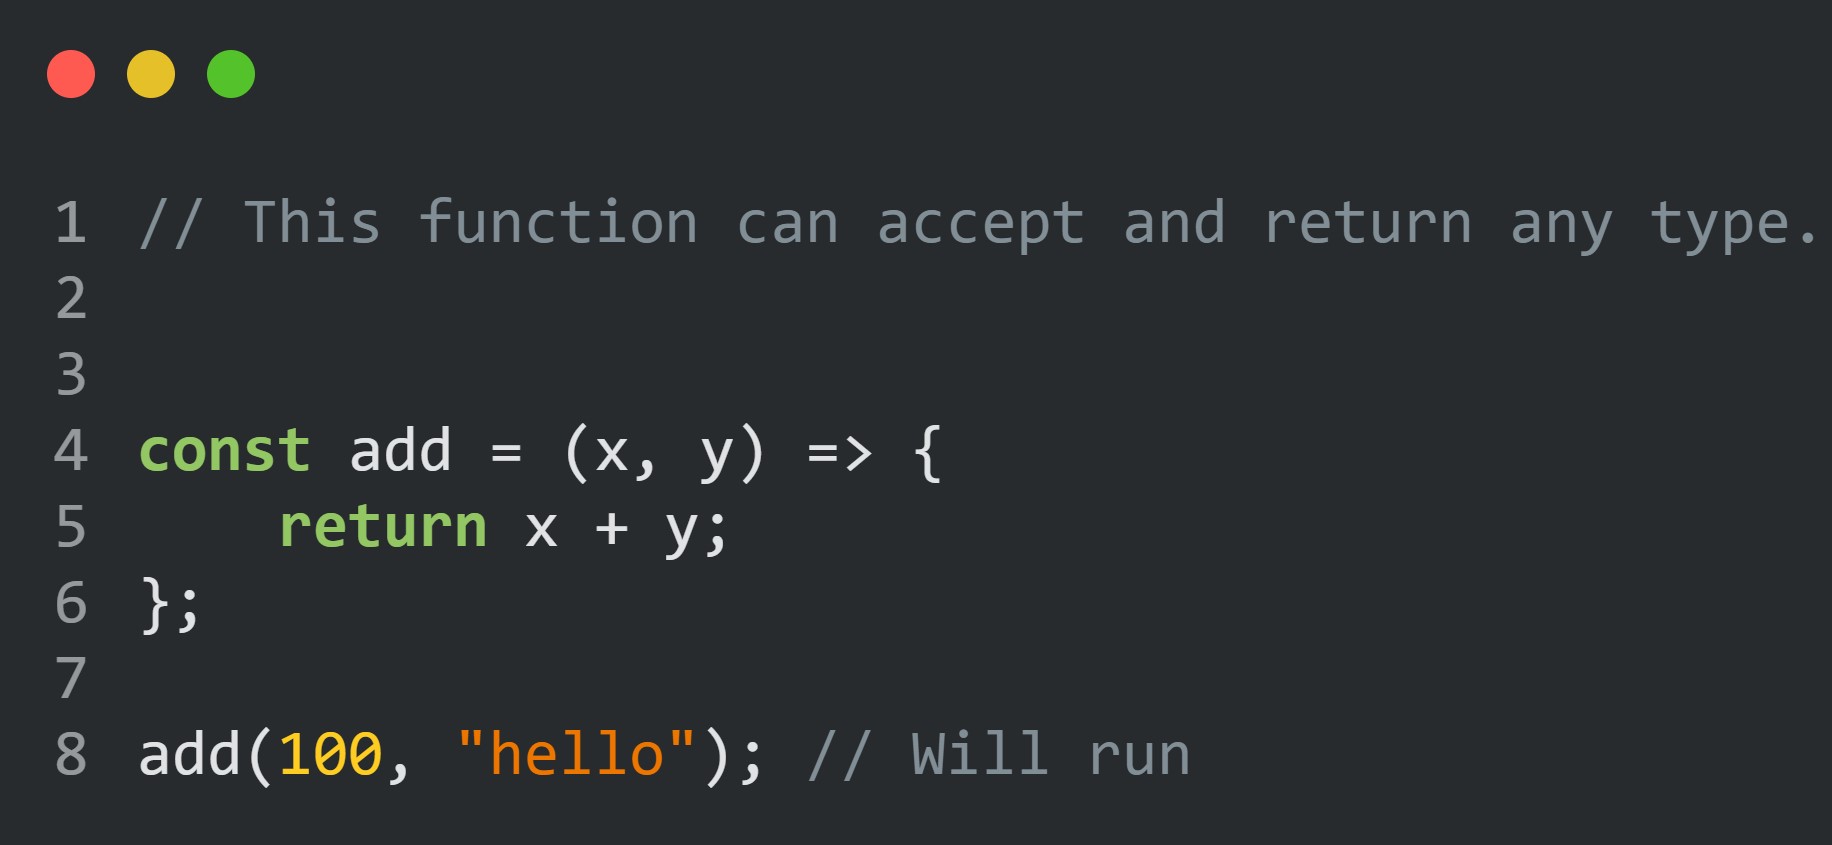 1 // This function can accept and return any type.
2
3
4 const add = (x, y) => {
5     return x + y;
6 };
7
8 add(100, "hello"); // Will run